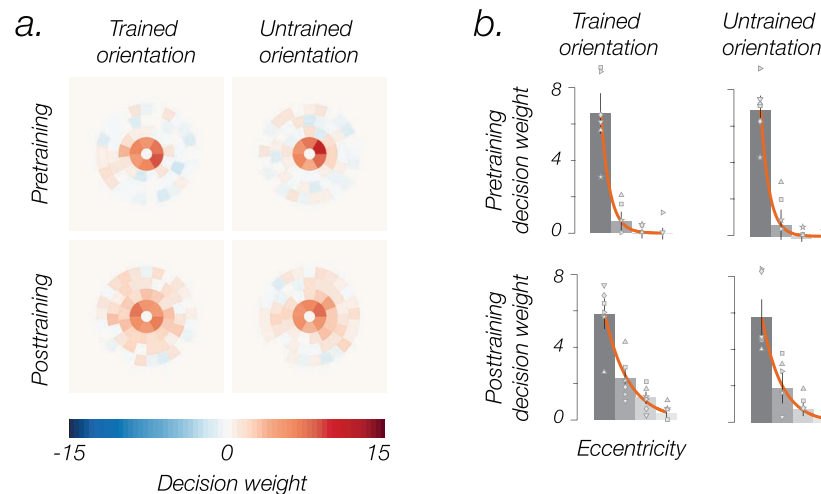 a.
Trained
orientation
Untrained
orientation
Pretraining
Posttraining
-15
0
15
Decision weight
b.
Trained
orientation
Untrained
orientation
Pretraining
decision weight
8
4
0
Posttraining
decision weight
8
4
0
Eccentricity